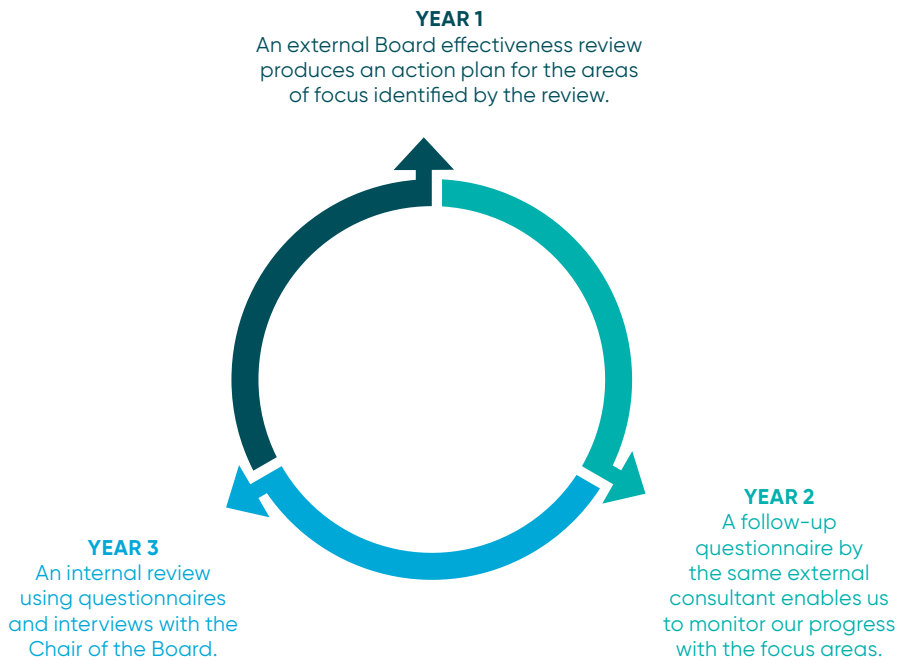 YEAR 1
An external Board effectiveness review
produces an action plan for the areas
of focus identified by the review.
YEAR 2
A follow-up
questionnaire by
the same external
consultant enables us
to monitor our progress
with the focus areas.
YEAR 3
An internal review
using questionnaires
and interviews with the
Chair of the Board.